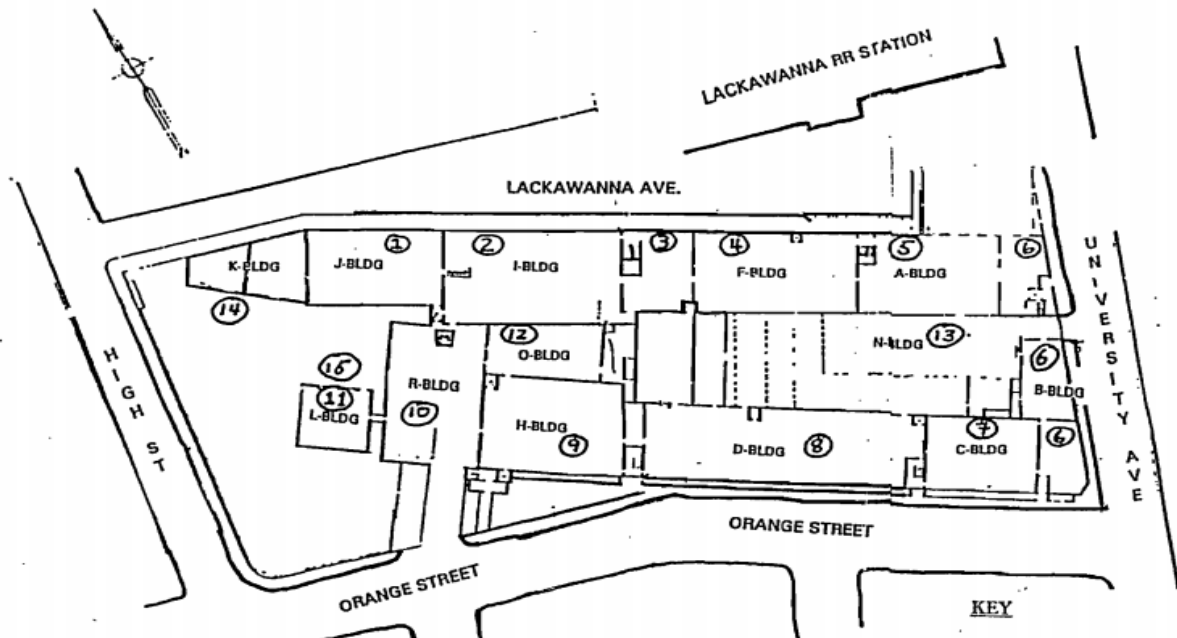 LACKAWANNA RR STATION
LACKAWANNA AVE.
1
2
3
4
5
6
K-BLDG
J-BLDG
I-BLDG
F-BLDG
A-BLDG
14
12
O-BLDG
N-BLDG
13
6
B-BLDG
UNIVERSITY AVE
HIGH ST
15
11
L-BLDG
R-BLDG
10
H-BLDG
9
D-BLDG
8
7
C-BLDG
6
ORANGE STREET
ORANGE STREET
KEY